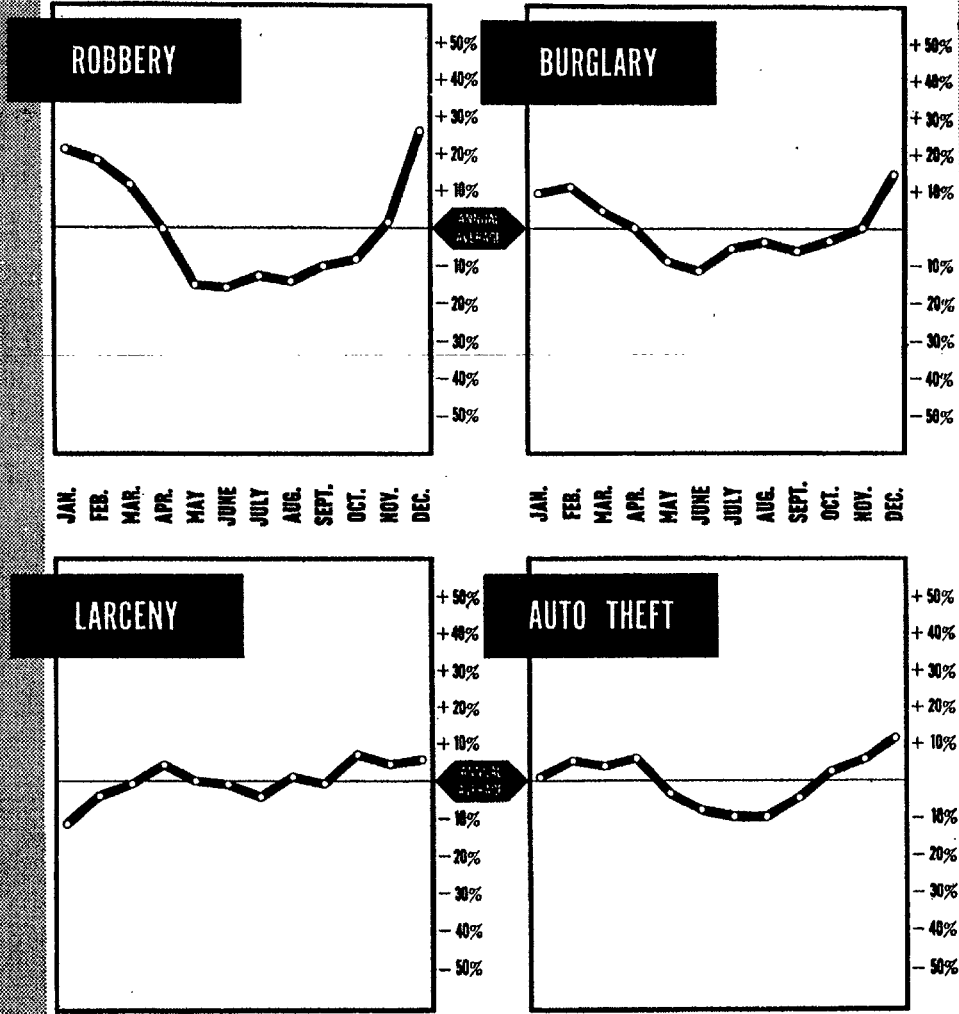 ROBBERY
+ 50%
+ 40%
+ 30%
+ 20%
+ 10%
ANNUAL
AVERAGE
— 10%
— 20%
— 30%
— 40%
— 50%
BURGLARY
+ 50%
+ 40%
+ 30%
+ 20%
+ 10%
— 10%
— 20%
— 30%
— 40%
— 50%
JAN.
FEB.
MAR.
APR.
MAY
JUNE
JULY
AUG.
SEPT.
OCT.
NOV.
DEC.
JAN.
FEB.
MAR.
APR.
MAY
JUNE
JULY
AUG.
SEPT.
OCT.
NOV.
DEC.
LARCENY
+ 50%
+ 40%
+ 30%
+ 20%
+ 10%
— 10%
— 20%
— 30%
— 40%
— 50%
AUTO THEFT
+ 50%
+ 40%
+ 30%
+ 20%
+ 10%
— 10%
— 20%
— 30%
— 40%
— 50%